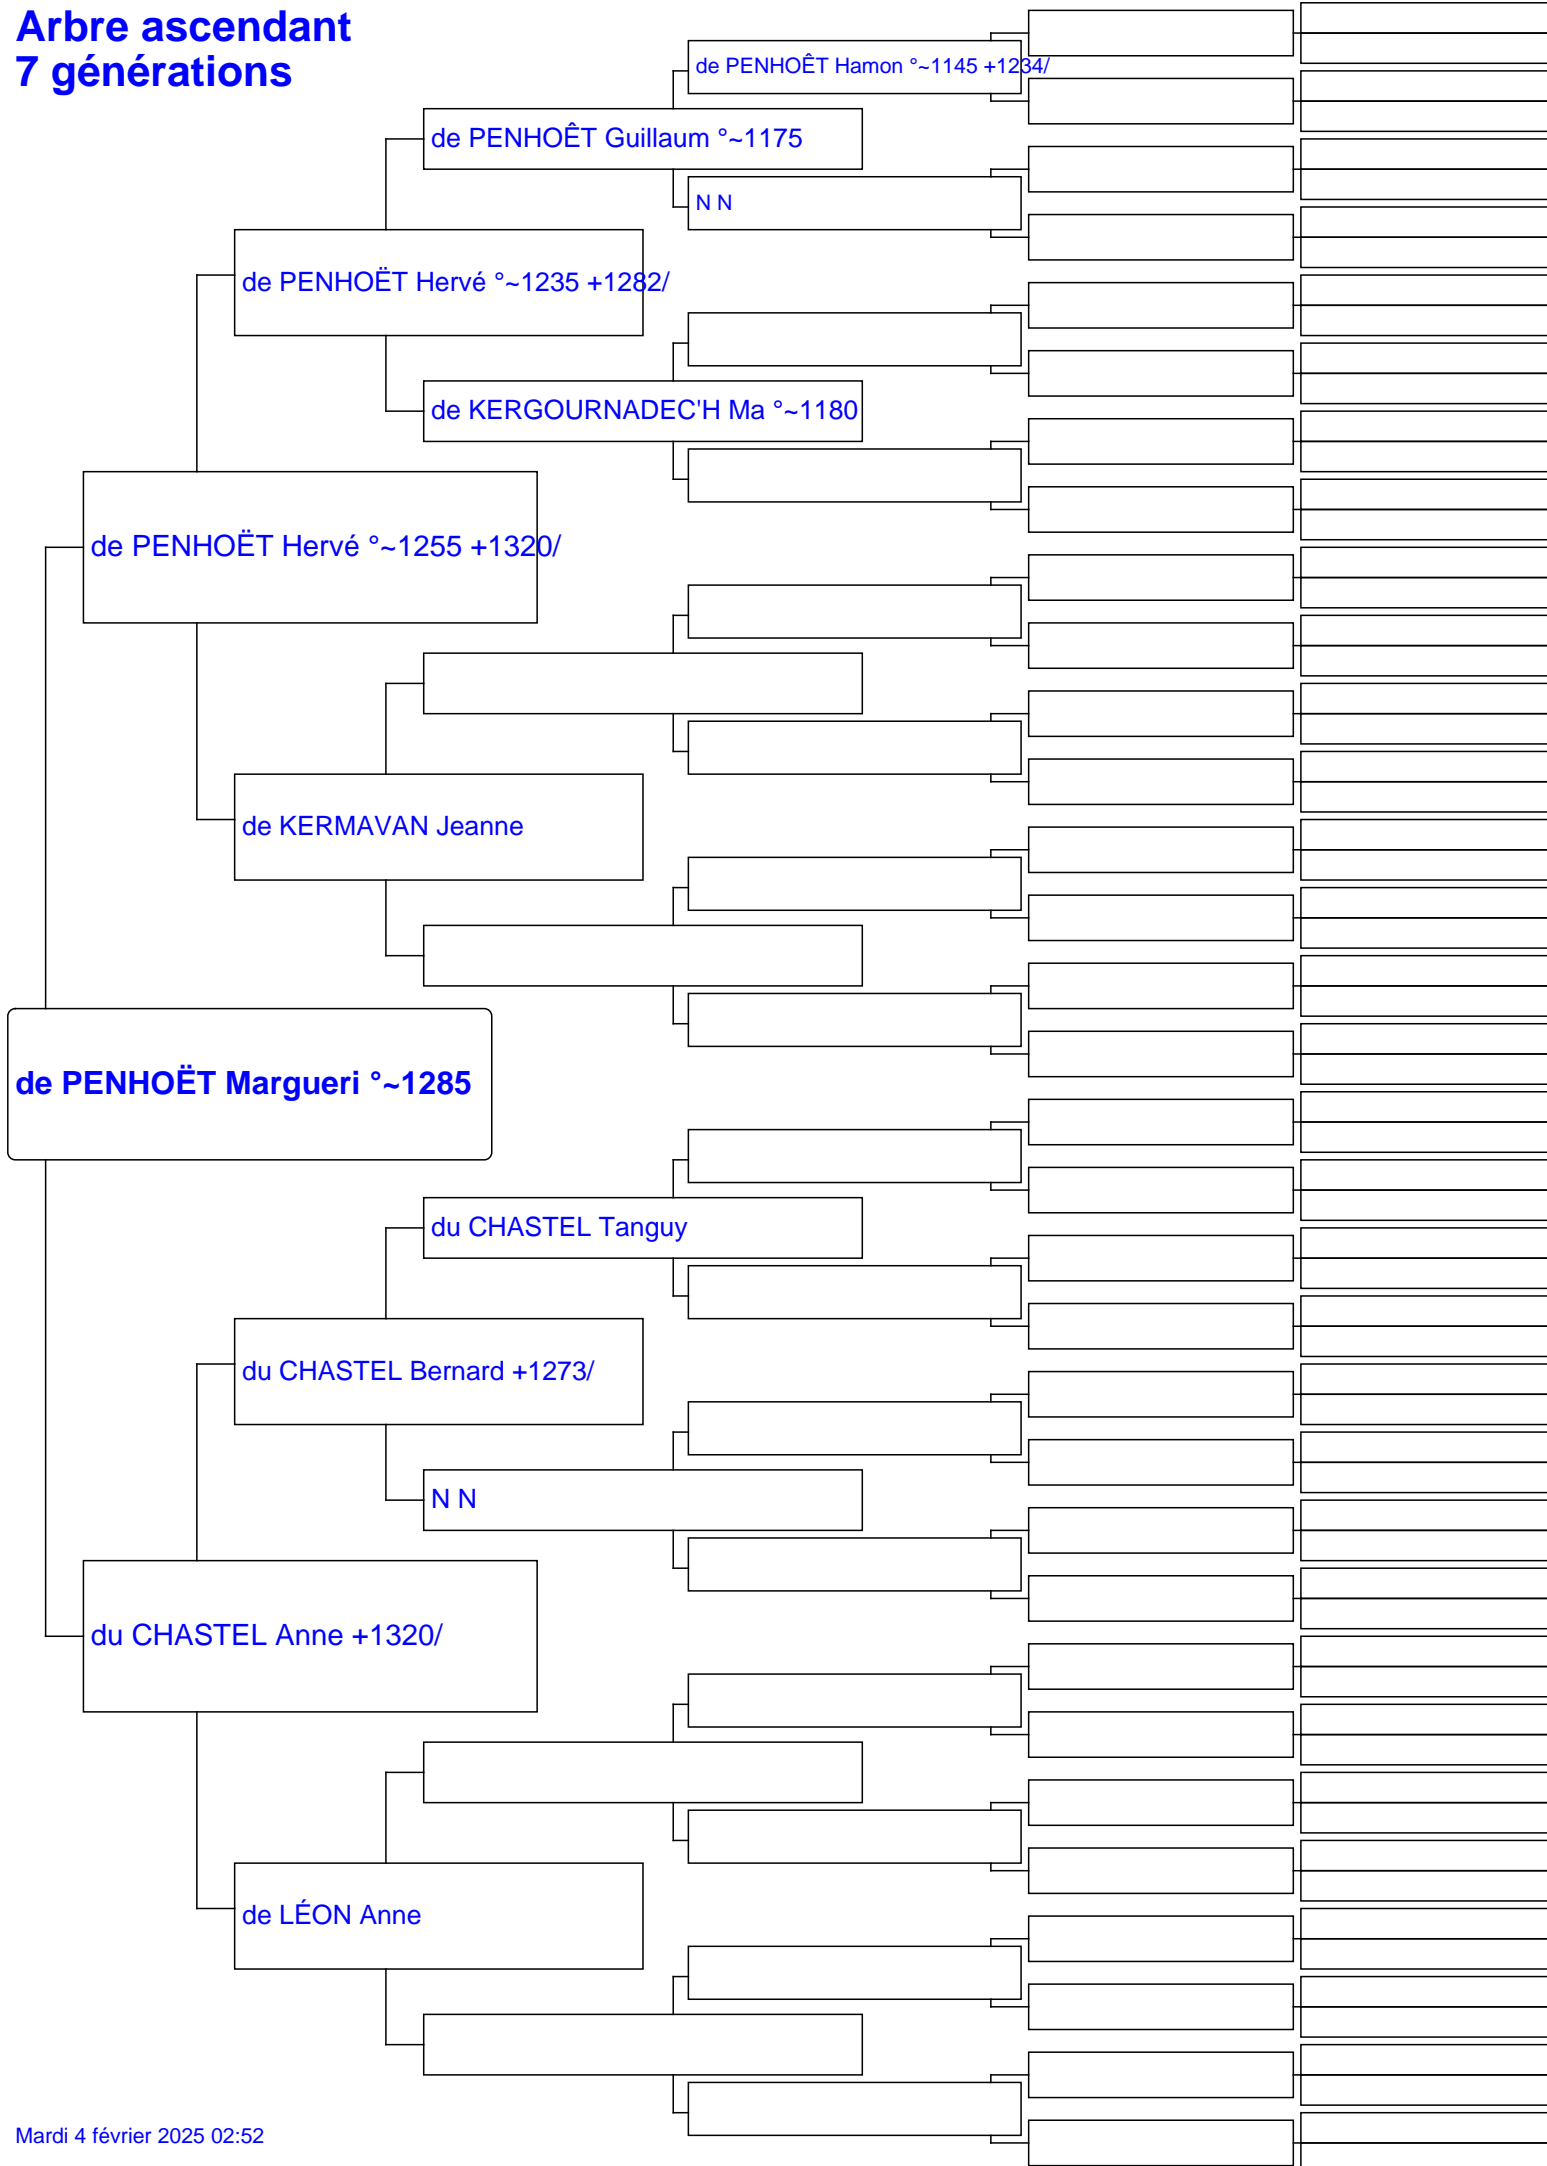 Arbre ascendant
7 générations
de PENHOÊT Hamon °~1145 +1234/
de PENHOÊT Guillaum °~1175
N N
de PENHOËT Hervé °~1235 +1282/
de KERGOURNADEC'H Ma °~1180
de PENHOËT Hervé °~1255 +1320/
de KERMAVAN Jeanne
de PENHOËT Margueri °~1285
du CHASTEL Tanguy
du CHASTEL Bernard +1273/
N N
du CHASTEL Anne +1320/
de LÉON Anne
Mardi 4 février 2025 02:52